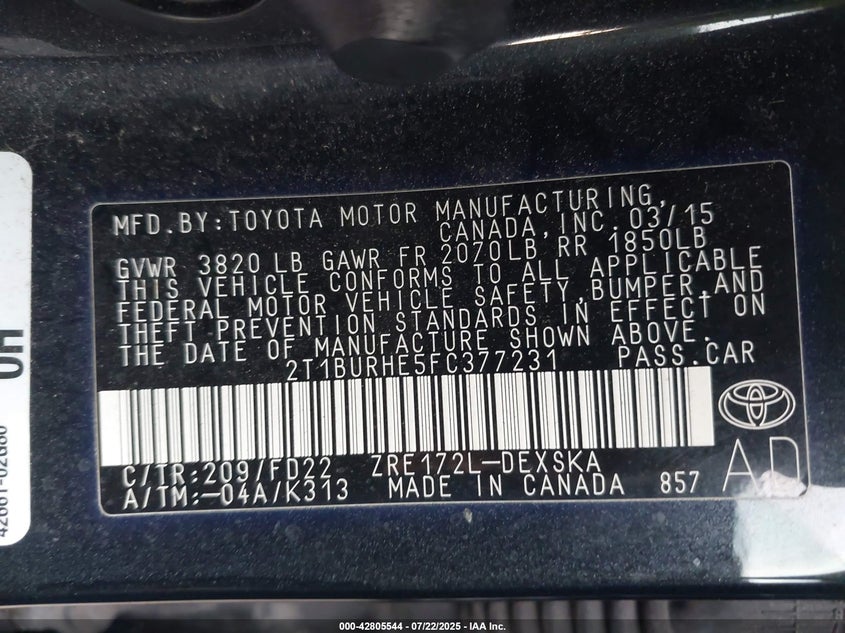 MFD.BY:TOYOTA MOTOR MANUFACTURING,
CANADA,INC. 03/15
GVWR 3820 LB GAWR FR 2070LB RR 1850LB
THIS VEHICLE CONFORMS TO ALL APPLICABLE
FEDERAL MOTOR VEHICLE SAFETY,BUMPER,AND
THEFT PREVENTION STANDARDS IN EFFECT ON
THE DATE OF MANUFACTURE SHOWN ABOVE.
2T1BURHE5FC377231 PASS.CAR
C/TR:209/FD22 ZRE172L-DEXSKA
A/TM:-04A/K313 MADE IN CANADA 857
AD
000-42805544 - 07/22/2025 - IAA Inc.